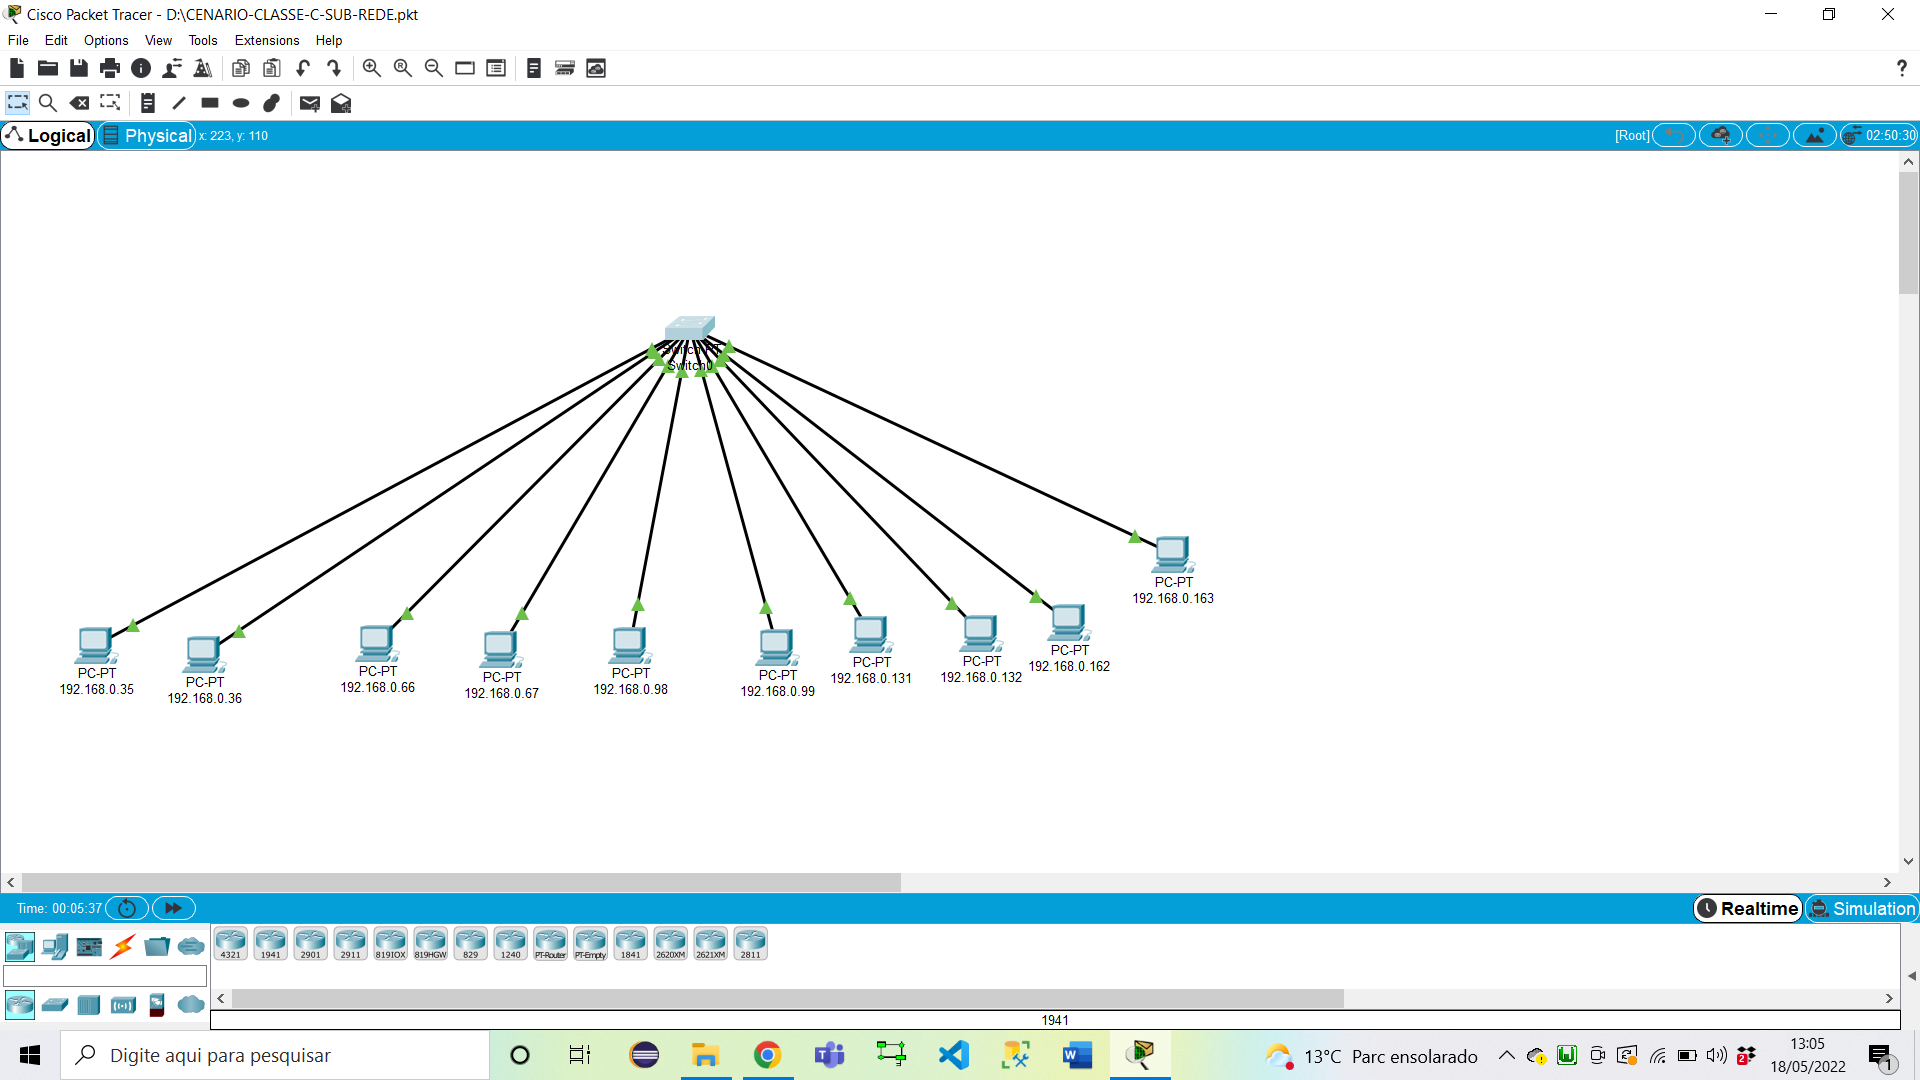 Cisco Packet Tracer - D:\CENARIO-CLASSE-C-SUB-REDE.pkt
File Edit Options View Tools Extensions Help
?
Logical Physical x: 223, y: 110 [Root] 02:50:30
Switch-PT
Switch0
PC-PT
192.168.0.163
PC-PT
192.168.0.162
PC-PT
192.168.0.131
PC-PT
192.168.0.132
PC-PT
192.168.0.66
PC-PT
192.168.0.35
PC-PT
192.168.0.98
PC-PT
192.168.0.99
PC-PT
192.168.0.67
PC-PT
192.168.0.36
Time: 00:05:37 Realtime Simulation
4321 1941 2901 2911 819IOX 819HGW 829 1240 PT-Router PT-Empty 1841 2620XM 2621XM 2811
1941
Digite aqui para pesquisar
13°C Parc ensolarado
13:05
18/05/2022
1